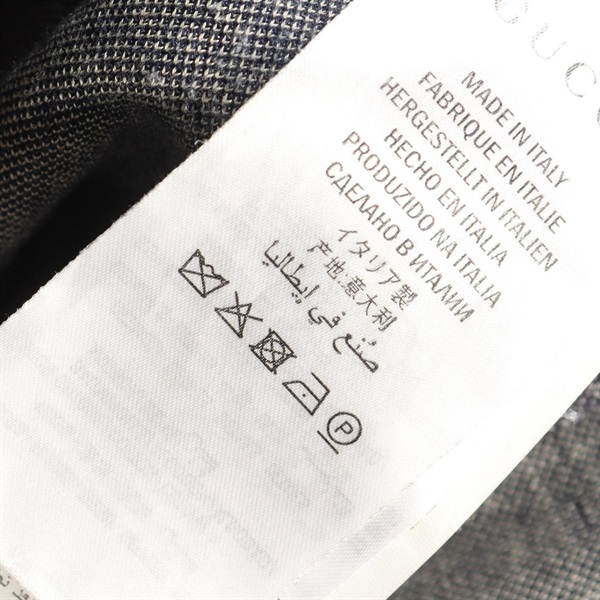 GUCCI
MADE IN ITALY
FABRIQUE EN ITALIE
HERGESTELLT IN ITALIEN
HECHO EN ITALIA
PRODUZIDO NA ITALIA
СДЕЛАНО В ИТАЛИИ
イタリア製
产地:意大利
صنع في إيطاليا
P